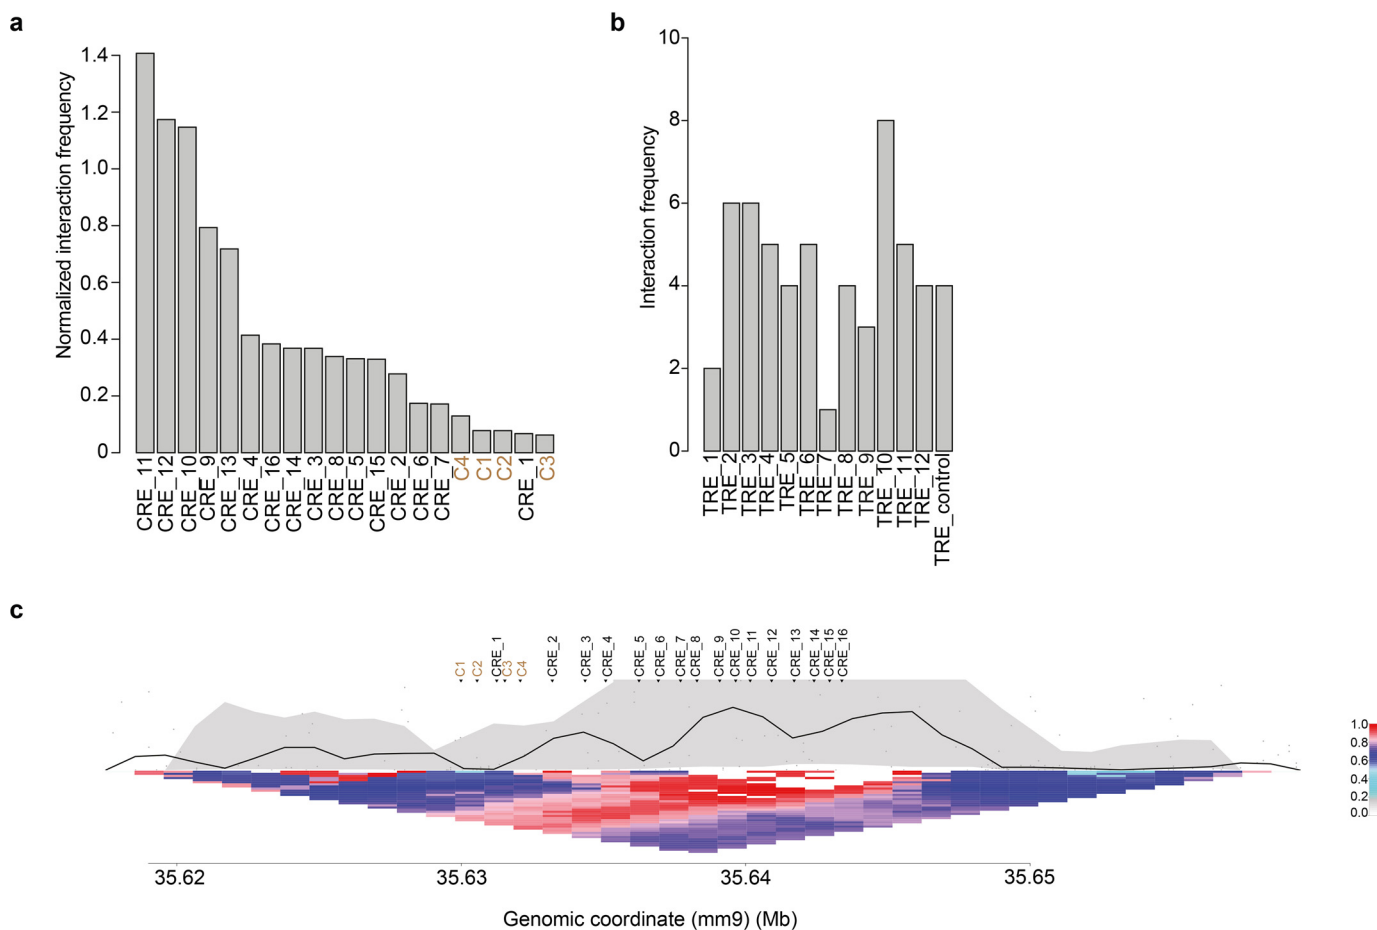 a
b
Normalized interaction frequency
1.4
1.2
1.0
0.8
0.6
0.4
0.2
0
CRE_11
CRE_12
CRE_10
CRE_9
CRE_13
CRE_4
CRE_16
CRE_14
CRE_3
CRE_8
CRE_5
CRE_15
CRE_2
CRE_6
CRE_7
C4
C1
C2
CRE_1
C3
Interaction frequency
10
8
6
4
2
0
TRE_1
TRE_2
TRE_3
TRE_4
TRE_5
TRE_6
TRE_7
TRE_8
TRE_9
TRE_10
TRE_11
TRE_12
TRE_control
c
C1
C2
CRE_1
C3
C4
CRE_2
CRE_3
CRE_4
CRE_5
CRE_6
CRE_7
CRE_8
CRE_9
CRE_10
CRE_11
CRE_12
CRE_13
CRE_14
CRE_15
CRE_16
1.0
0.8
0.6
0.4
0.2
0.0
35.62
35.63
35.64
35.65
Genomic coordinate (mm9) (Mb)